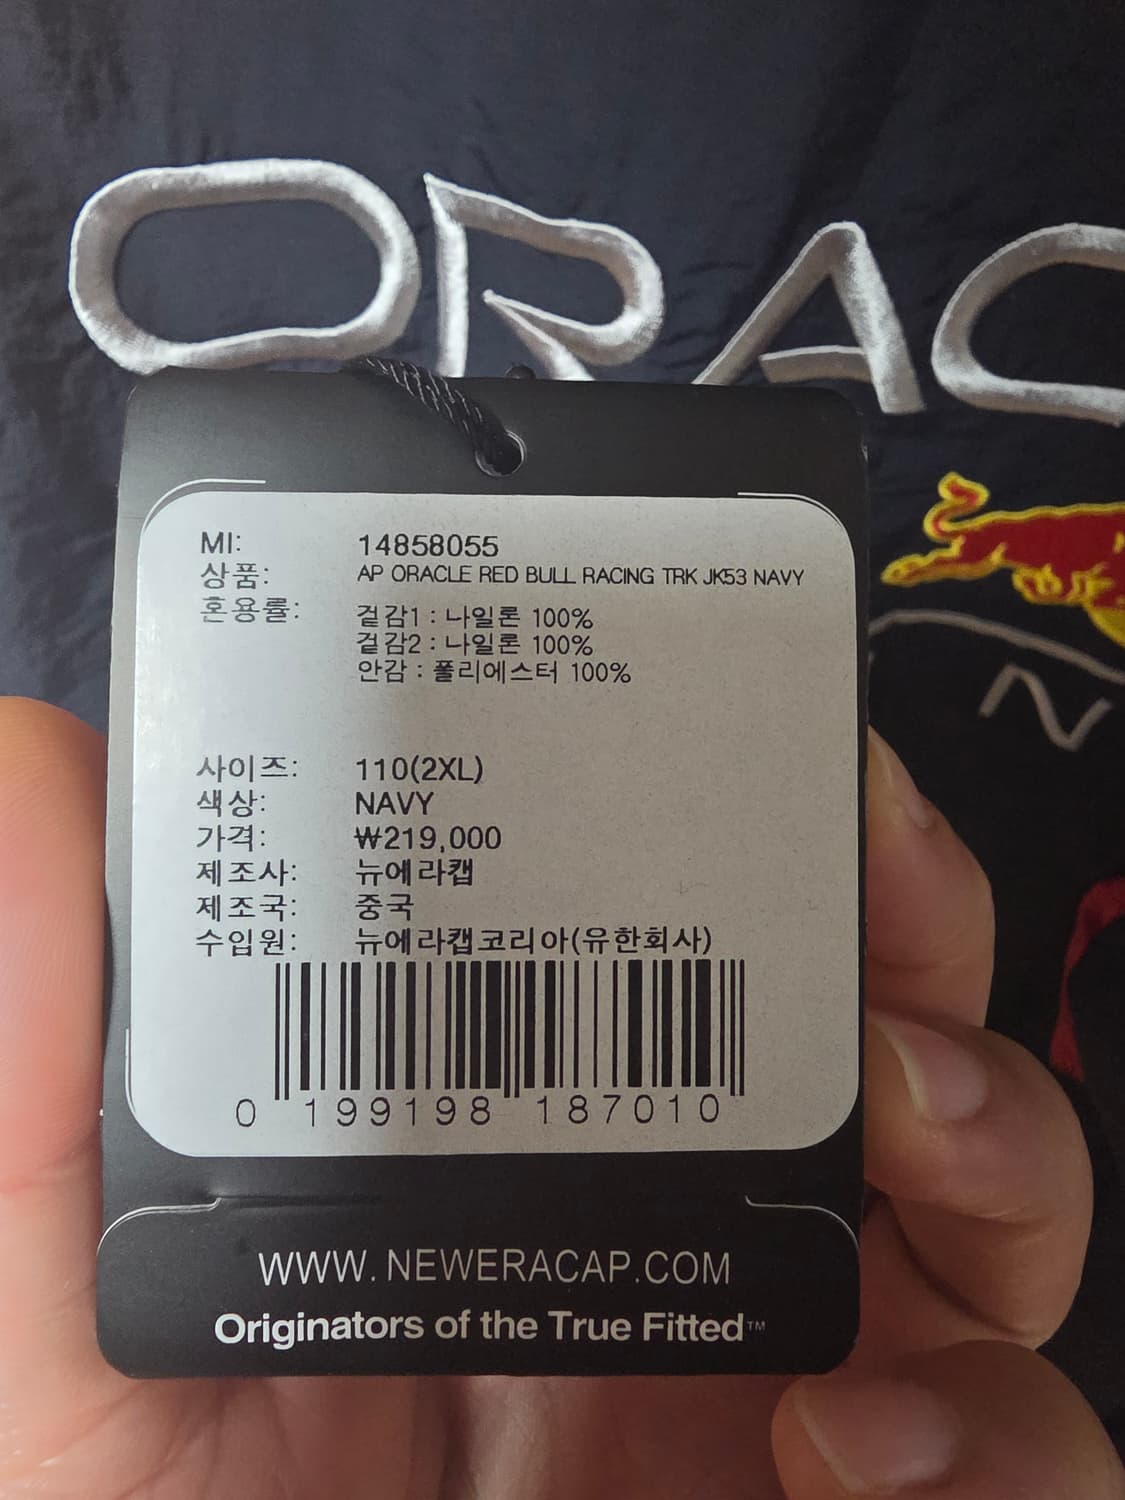 ORAC
MI: 14858055
상품: AP ORACLE RED BULL RACING TRK JK53 NAVY
혼용률: 겉감1 : 나일론 100%
겉감2 : 나일론 100%
안감 : 폴리에스터 100%
사이즈: 110(2XL)
색상: NAVY
가격: ₩219,000
제조사: 뉴에라캡
제조국: 중국
수입원: 뉴에라캡코리아(유한회사)
0 199198 187010
WWW. NEWERACAP.COM
Originators of the True Fitted™
N